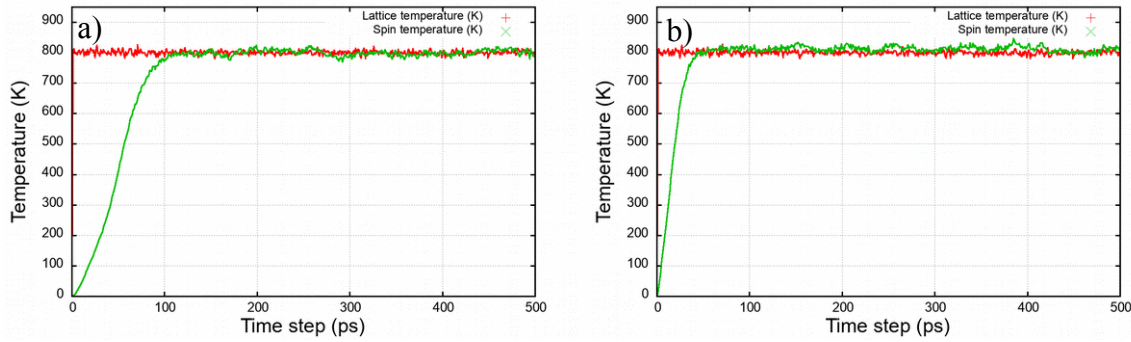 a)
Lattice temperature (K)
Spin temperature (K)
Temperature (K)
900
800
700
600
500
400
300
200
100
0
0 100 200 300 400 500
Time step (ps)
b)
Lattice temperature (K)
Spin temperature (K)
Temperature (K)
900
800
700
600
500
400
300
200
100
0
0 100 200 300 400 500
Time step (ps)